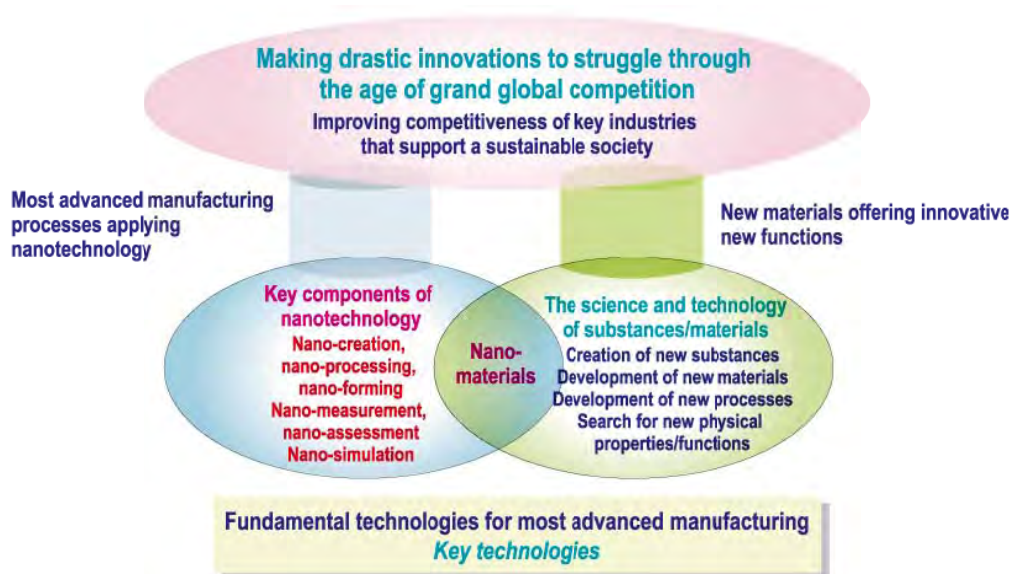 Making drastic innovations to struggle through
the age of grand global competition
Improving competitiveness of key industries
that support a sustainable society
Most advanced manufacturing
processes applying
nanotechnology
New materials offering innovative
new functions
Key components of
nanotechnology
Nano-creation,
nano-processing,
nano-forming
Nano-measurement,
nano-assessment
Nano-simulation
Nano-
materials
The science and technology
of substances/materials
Creation of new substances
Development of new materials
Development of new processes
Search for new physical
properties/functions
Fundamental technologies for most advanced manufacturing
Key technologies